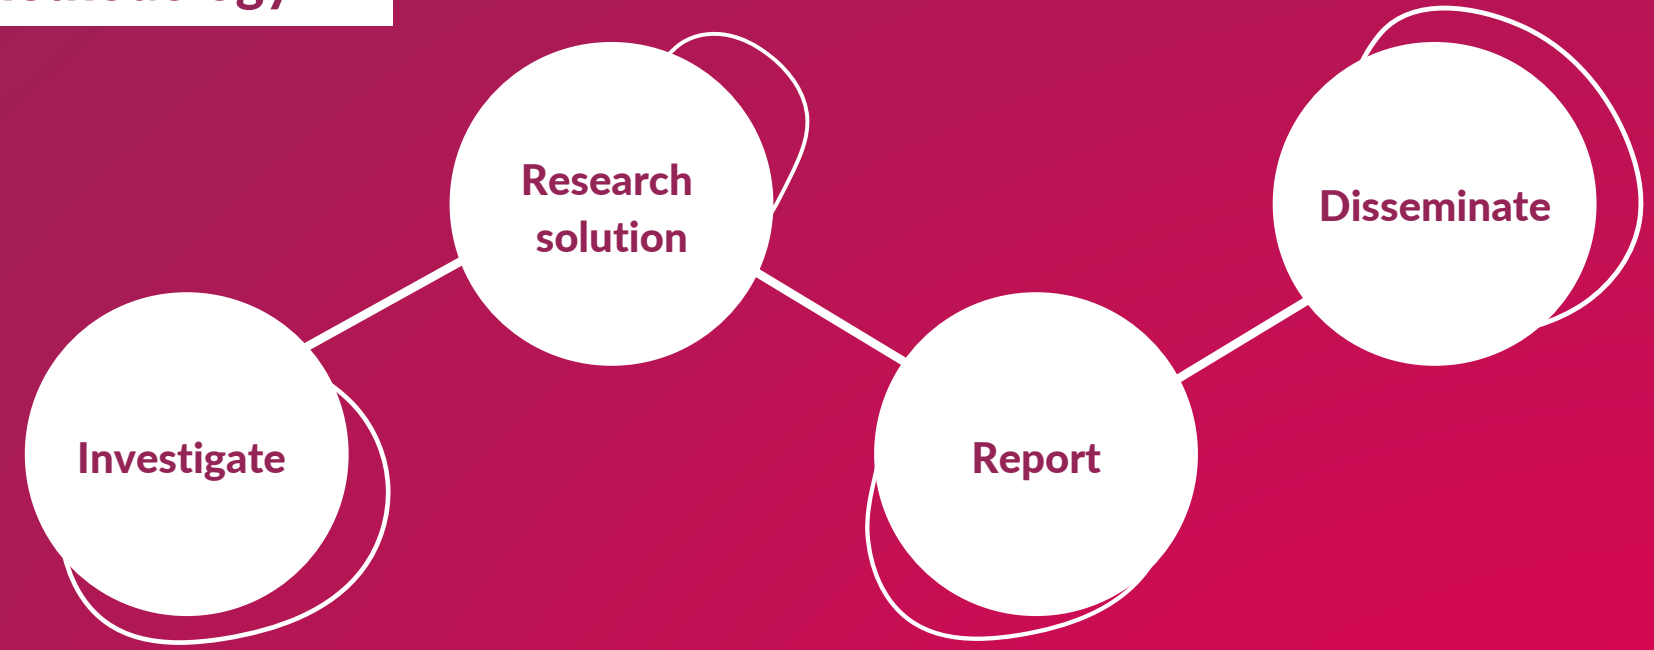 Investigate
Research
solution
Report
Disseminate